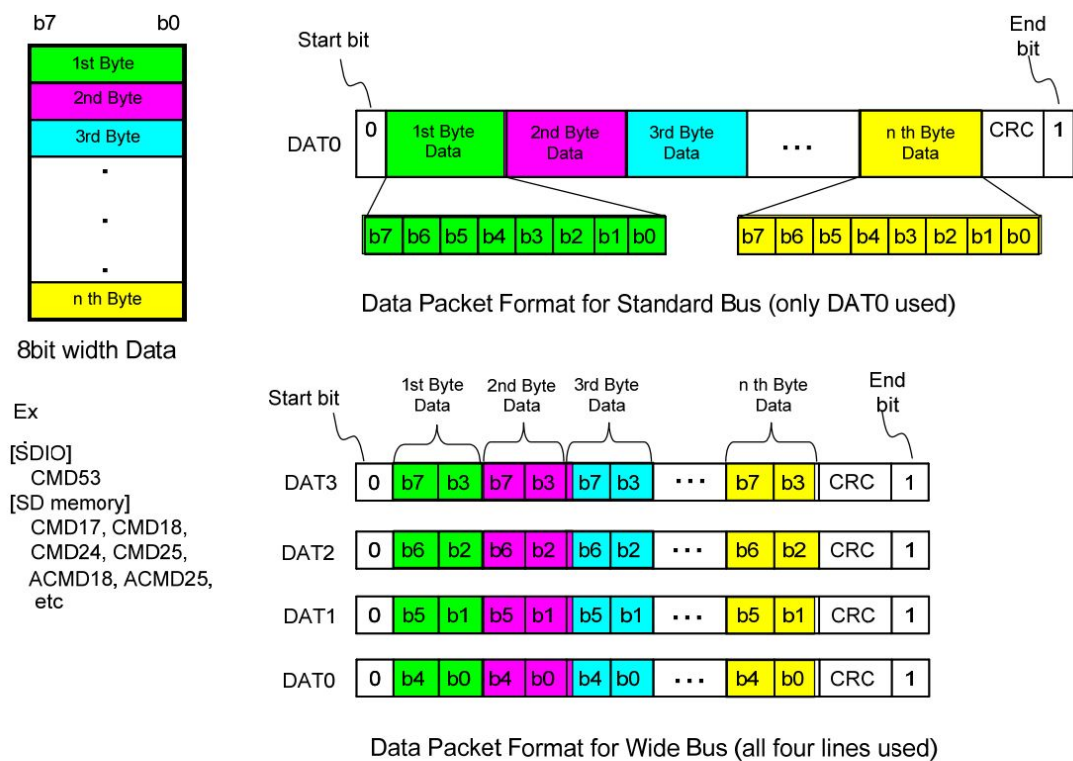 b7 b0
1st Byte
2nd Byte
3rd Byte
n th Byte
8bit width Data
Ex
[SDIO]
CMD53
[SD memory]
CMD17, CMD18,
CMD24, CMD25,
ACMD18, ACMD25,
etc
Start bit
End
bit
DAT0 0 1st Byte Data 2nd Byte Data 3rd Byte Data ... n th Byte Data CRC 1
b7 b6 b5 b4 b3 b2 b1 b0 b7 b6 b5 b4 b3 b2 b1 b0
Data Packet Format for Standard Bus (only DAT0 used)
Start bit
1st Byte Data
2nd Byte Data
3rd Byte Data
n th Byte Data
End
bit
DAT3 0 b7 b3 b7 b3 b7 b3 ... b7 b3 CRC 1
DAT2 0 b6 b2 b6 b2 b6 b2 ... b6 b2 CRC 1
DAT1 0 b5 b1 b5 b1 b5 b1 ... b5 b1 CRC 1
DAT0 0 b4 b0 b4 b0 b4 b0 ... b4 b0 CRC 1
Data Packet Format for Wide Bus (all four lines used)